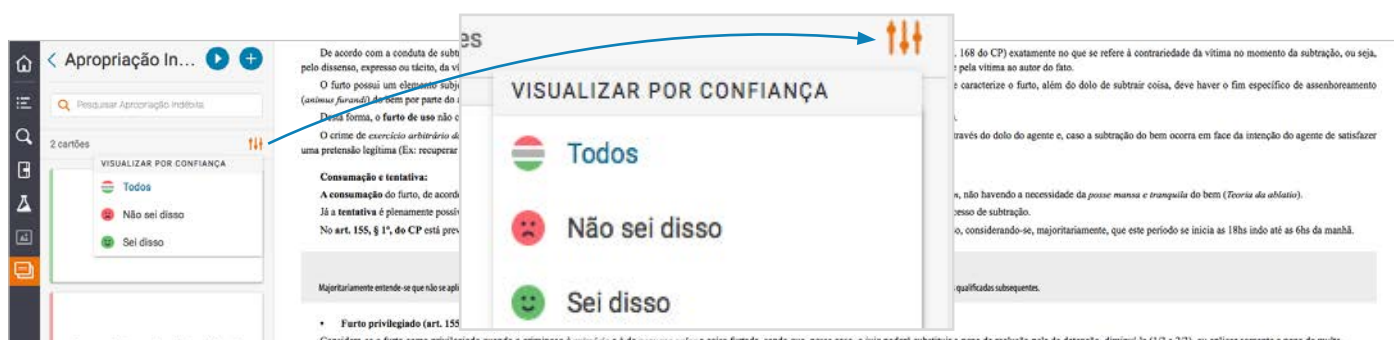 Apropriação In...
Pesquisar Apropriação Indébita
2 cartões
VISUALIZAR POR CONFIANÇA
Todos
Não sei disso
Sei disso
De acordo com a conduta de subt
pelo dissenso, expresso ou tácito, da ví
O furto possui um elemento subje
(animus furandi) do bem por parte do a
Desta forma, o furto de uso não c
O crime de exercício arbitrário da
uma pretensão legítima (Ex: recuperar
Consumação e tentativa:
A consumação do furto, de acord
Já a tentativa é plenamente possív
No art. 155, § 1º, do CP está prev
Majoritariamente entende-se que não se apli
• Furto privilegiado (art. 155
es
VISUALIZAR POR CONFIANÇA
Todos
Não sei disso
Sei disso
. 168 do CP) exatamente no que se refere à contrariedade da vítima no momento da subtração, ou seja,
e pela vítima ao autor do fato.
e caracterize o furto, além do dolo de subtrair coisa, deve haver o fim específico de assenhoreamento
través do dolo do agente e, caso a subtração do bem ocorra em face da intenção do agente de satisfazer
, não havendo a necessidade da posse mansa e tranquila do bem (Teoria da ablatio).
cesso de subtração.
o, considerando-se, majoritariamente, que este período se inicia as 18hs indo até as 6hs da manhã.
qualificadas subsequentes.